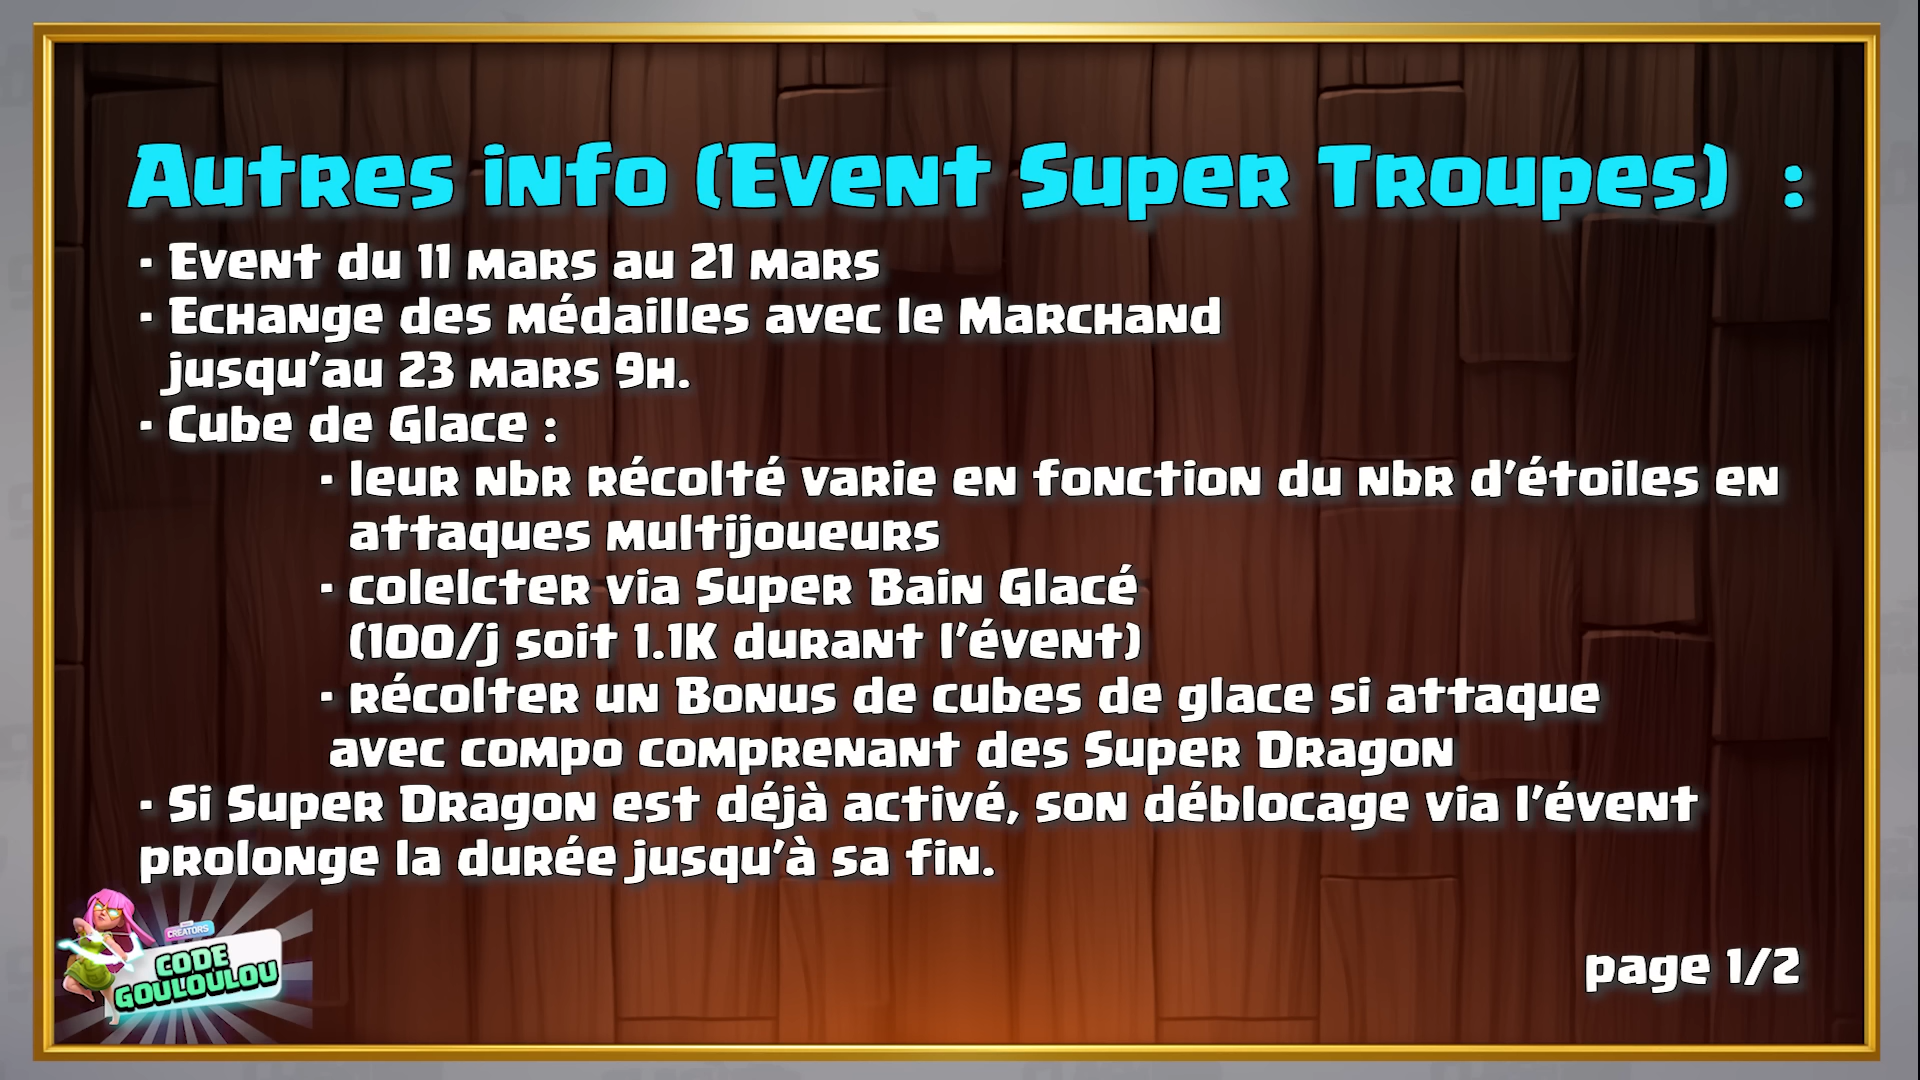 Autres info (Event Super Troupes) :
- Event du 11 mars au 21 mars
- Echange des médailles avec le Marchand
jusqu'au 23 mars 9h.
- Cube de Glace :
- leur nbr récolté varie en fonction du nbr d'étoiles en
attaques multijoueurs
- colelcter via Super Bain Glacé
(100/j soit 1.1K durant l'évent)
- récolter un Bonus de cubes de glace si attaque
avec compo comprenant des Super Dragon
- Si Super Dragon est déjà activé, son déblocage via l'évent
prolonge la durée jusqu'à sa fin.
CREATORS
CODE
GOULOULOU
page 1/2